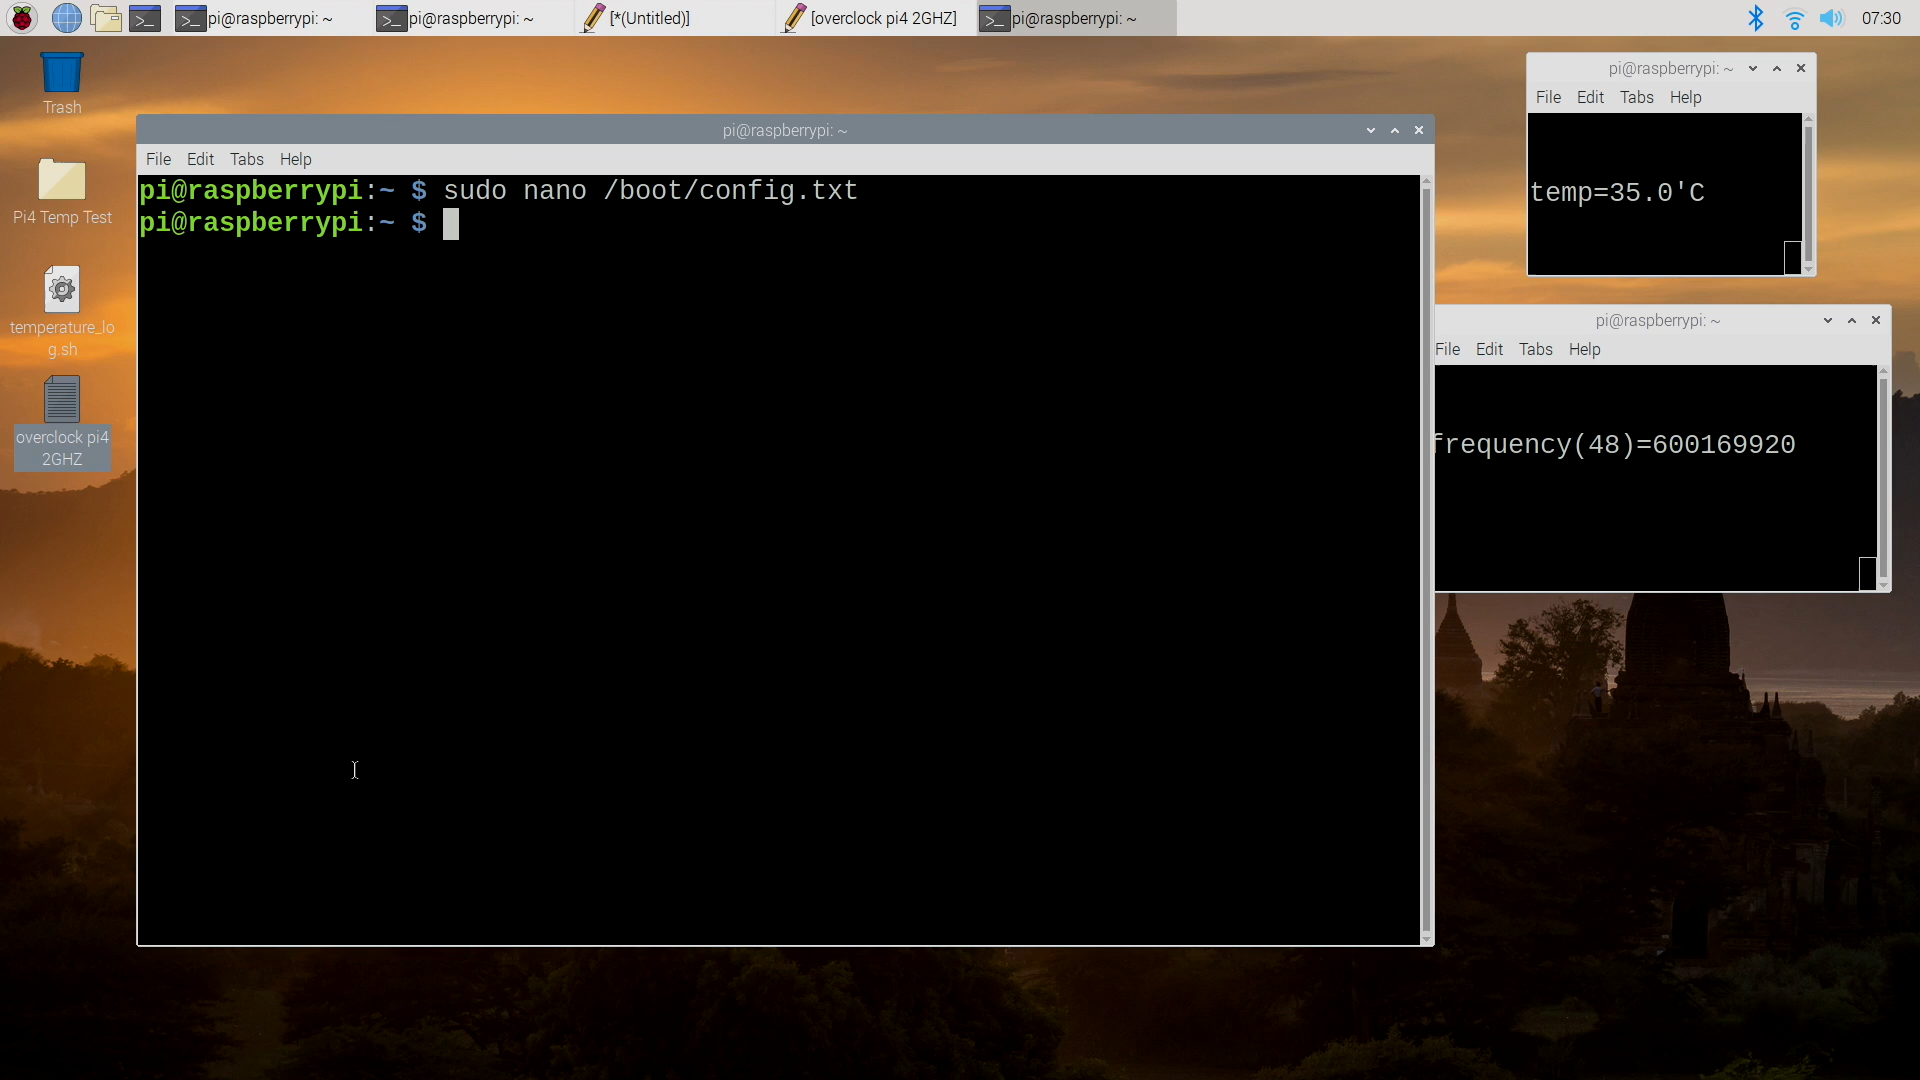 pi@raspberrypi: ~
pi@raspberrypi: ~
[*(Untitled)]
[overclock pi4 2GHZ]
pi@raspberrypi: ~
07:30
Trash
Pi4 Temp Test
temperature_lo
g.sh
overclock pi4
2GHZ
pi@raspberrypi: ~
File Edit Tabs Help
pi@raspberrypi:~ $ sudo nano /boot/config.txt
pi@raspberrypi:~ $
pi@raspberrypi: ~
File Edit Tabs Help
temp=35.0'C
pi@raspberrypi: ~
File Edit Tabs Help
frequency(48)=600169920